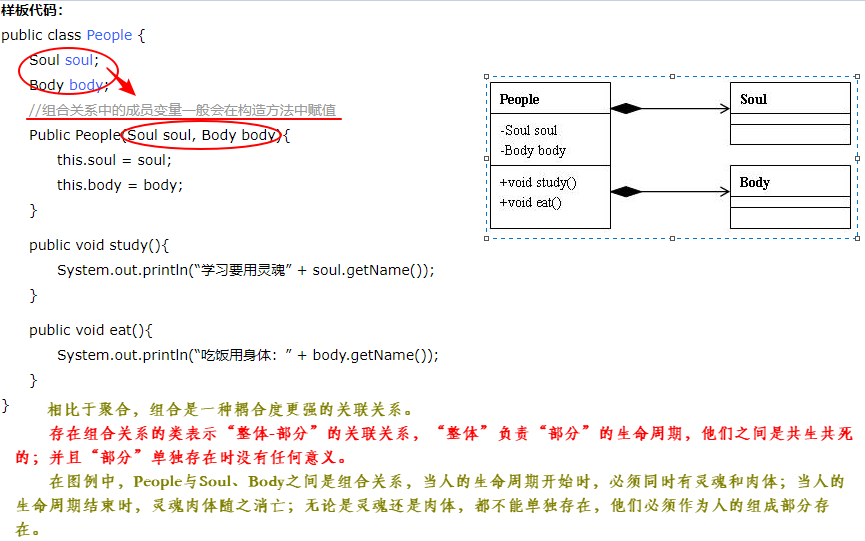 样板代码：
public class People {
Soul soul;
Body body;
//组合关系中的成员变量一般会在构造方法中赋值
Public People(Soul soul, Body body){
this.soul = soul;
this.body = body;
}
public void study(){
System.out.println(“学习要用灵魂” + soul.getName());
}
public void eat(){
System.out.println(“吃饭用身体：” + body.getName());
}
}
People
-Soul soul
-Body body
+void study()
+void eat()
Soul
Body
相比于聚合，组合是一种耦合度更强的关联关系。
存在组合关系的类表示“整体-部分”的关联关系，“整体”负责“部分”的生命周期，他们之间是共生共死
的；并且“部分”单独存在时没有任何意义。
在图例中，People与Soul、Body之间是组合关系，当人的生命周期开始时，必须同时有灵魂和肉体；当人的
生命周期结束时，灵魂肉体随之消亡；无论是灵魂还是肉体，都不能单独存在，他们必须作为人的组成部分存
在。